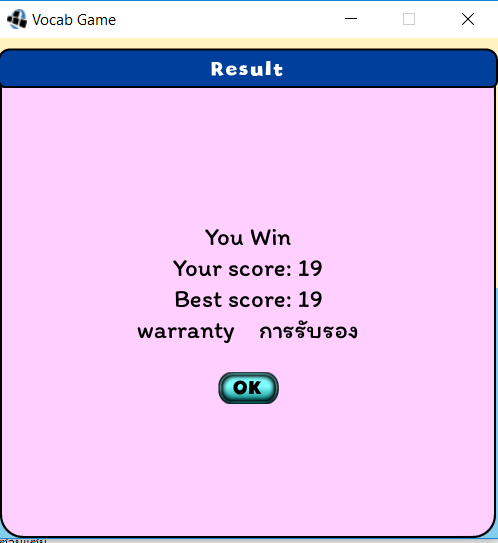 Vocab Game
Result
You Win
Your score: 19
Best score: 19
warranty การรับรอง
OK